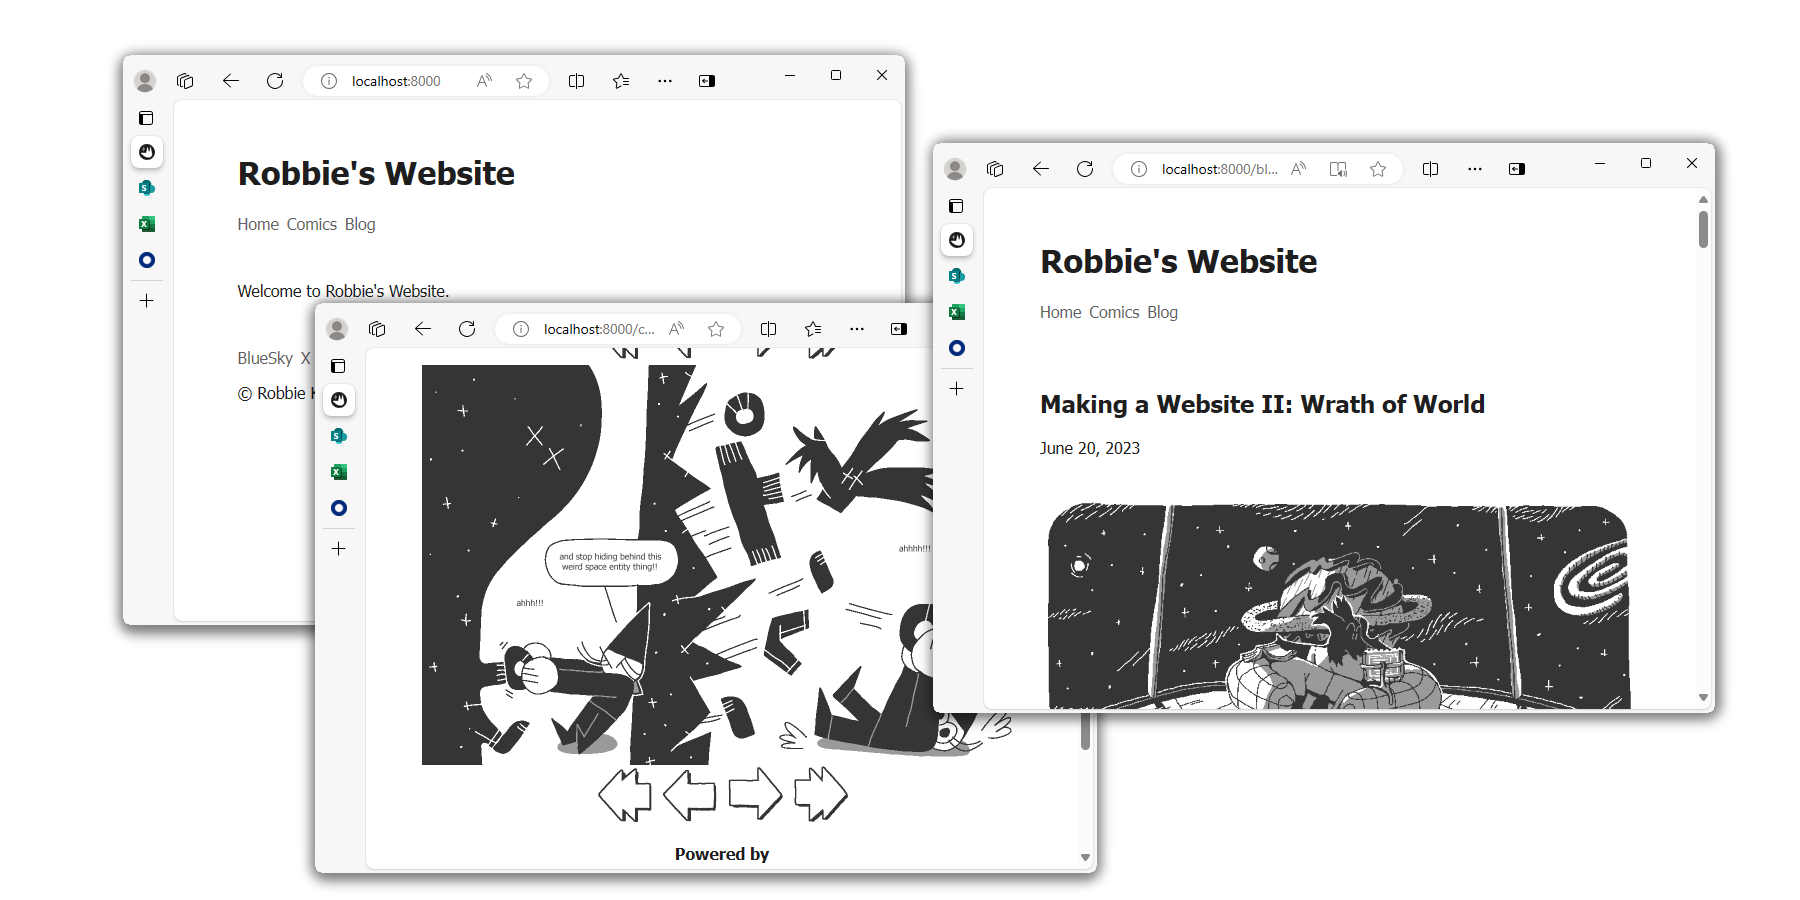 localhost:8000
Robbie's Website
Home Comics Blog
Welcome to Robbie's Website.
BlueSky X
© Robbie
localhost:8000/c...
and stop hiding behind this
weird space entity thing!!
ahhh!!!
ahhhh!!!
Powered by
localhost:8000/bl...
Robbie's Website
Home Comics Blog
Making a Website II: Wrath of World
June 20, 2023